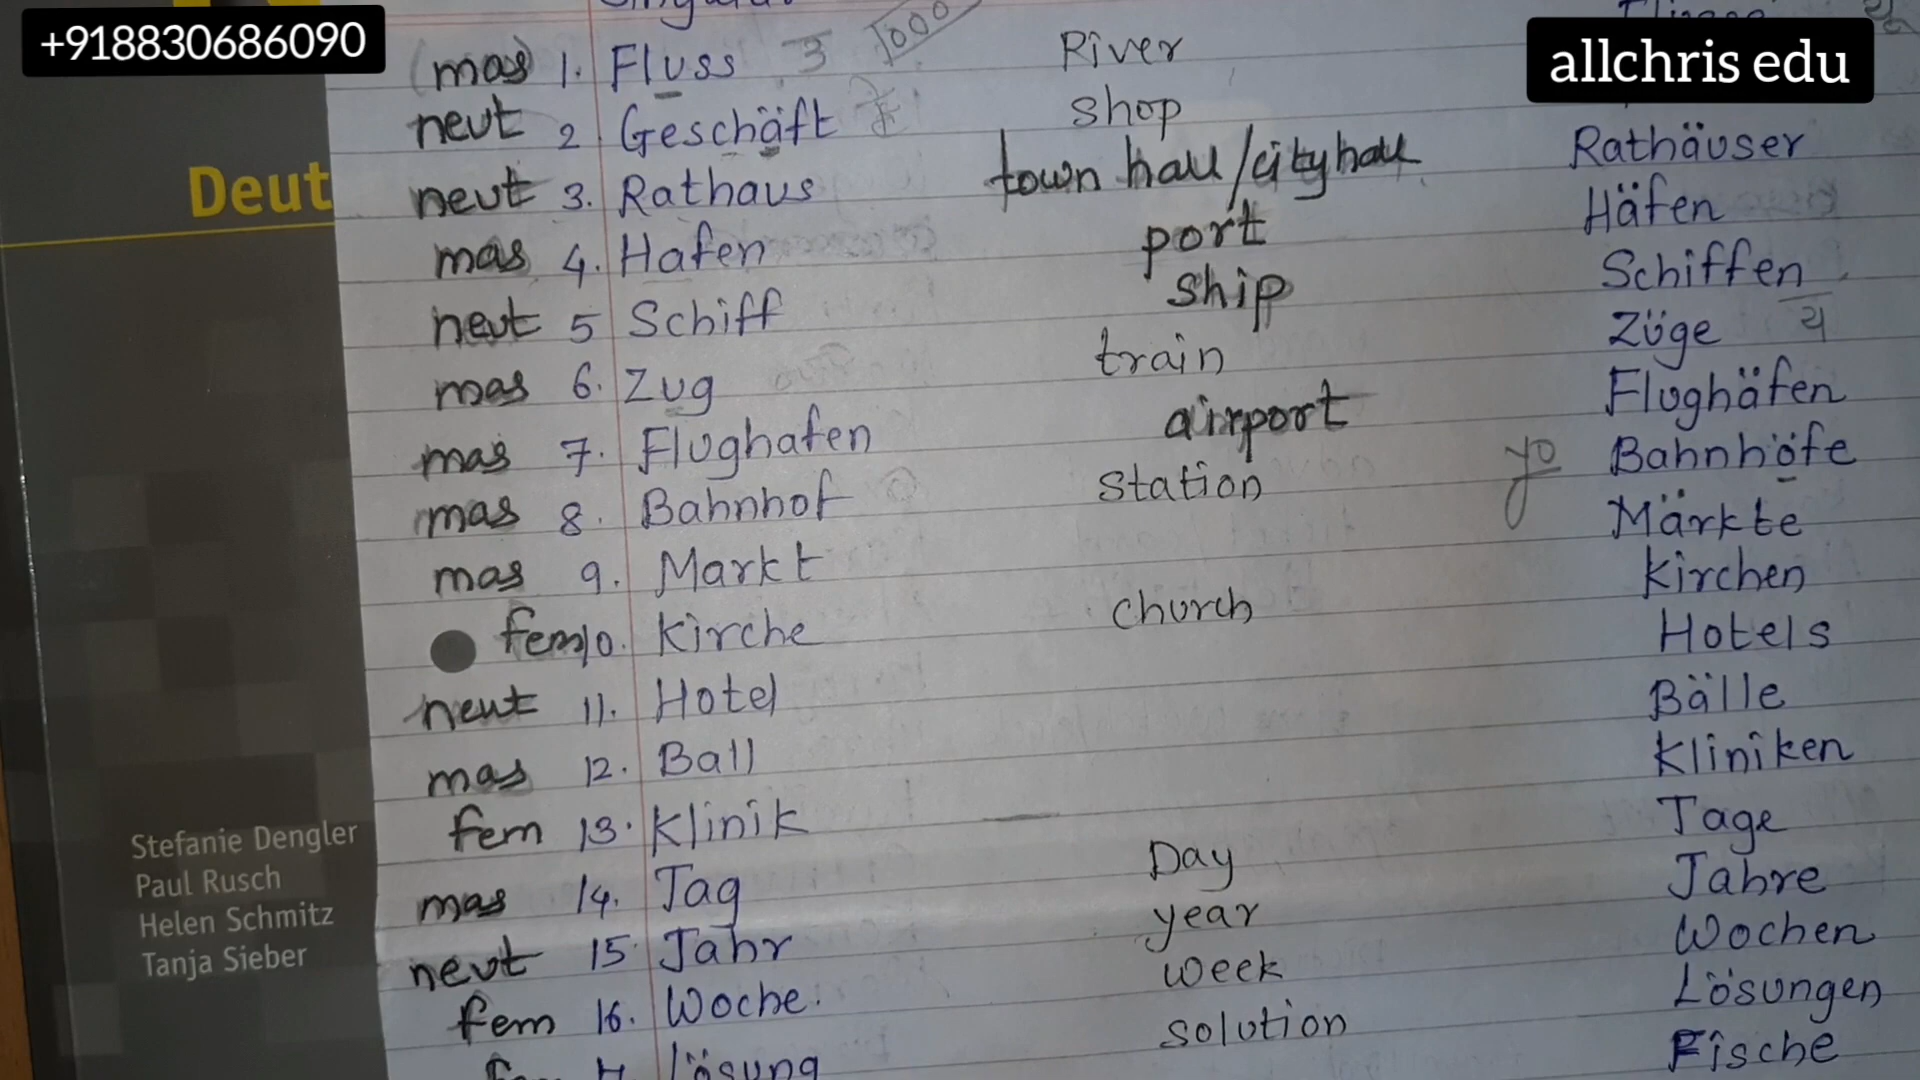 +918830686090
allchris edu
(mas) 1. Fluss 3 1000 River
neut 2. Geschäft shop
neut 3. Rathaus town hall/cityhall Rathäuser
mas 4. Hafen port Häfen
neut 5 Schiff ship Schiffen
mas 6. Zug train Züge
mas 7. Flughafen airport Flughäfen
mas 8. Bahnhof station Bahnhöfe
mas 9. Markt Märkte
fem 10. Kirche church Kirchen
neut 11. Hotel Hotels
mas 12. Ball Bälle
fem 13. Klinik Kliniken
mas 14. Tag Day Tage
neut 15 Jahr year Jahre
fem 16. Woche. week Wochen
lösung solution Lösungen
Fische
Deut
Stefanie Dengler
Paul Rusch
Helen Schmitz
Tanja Sieber